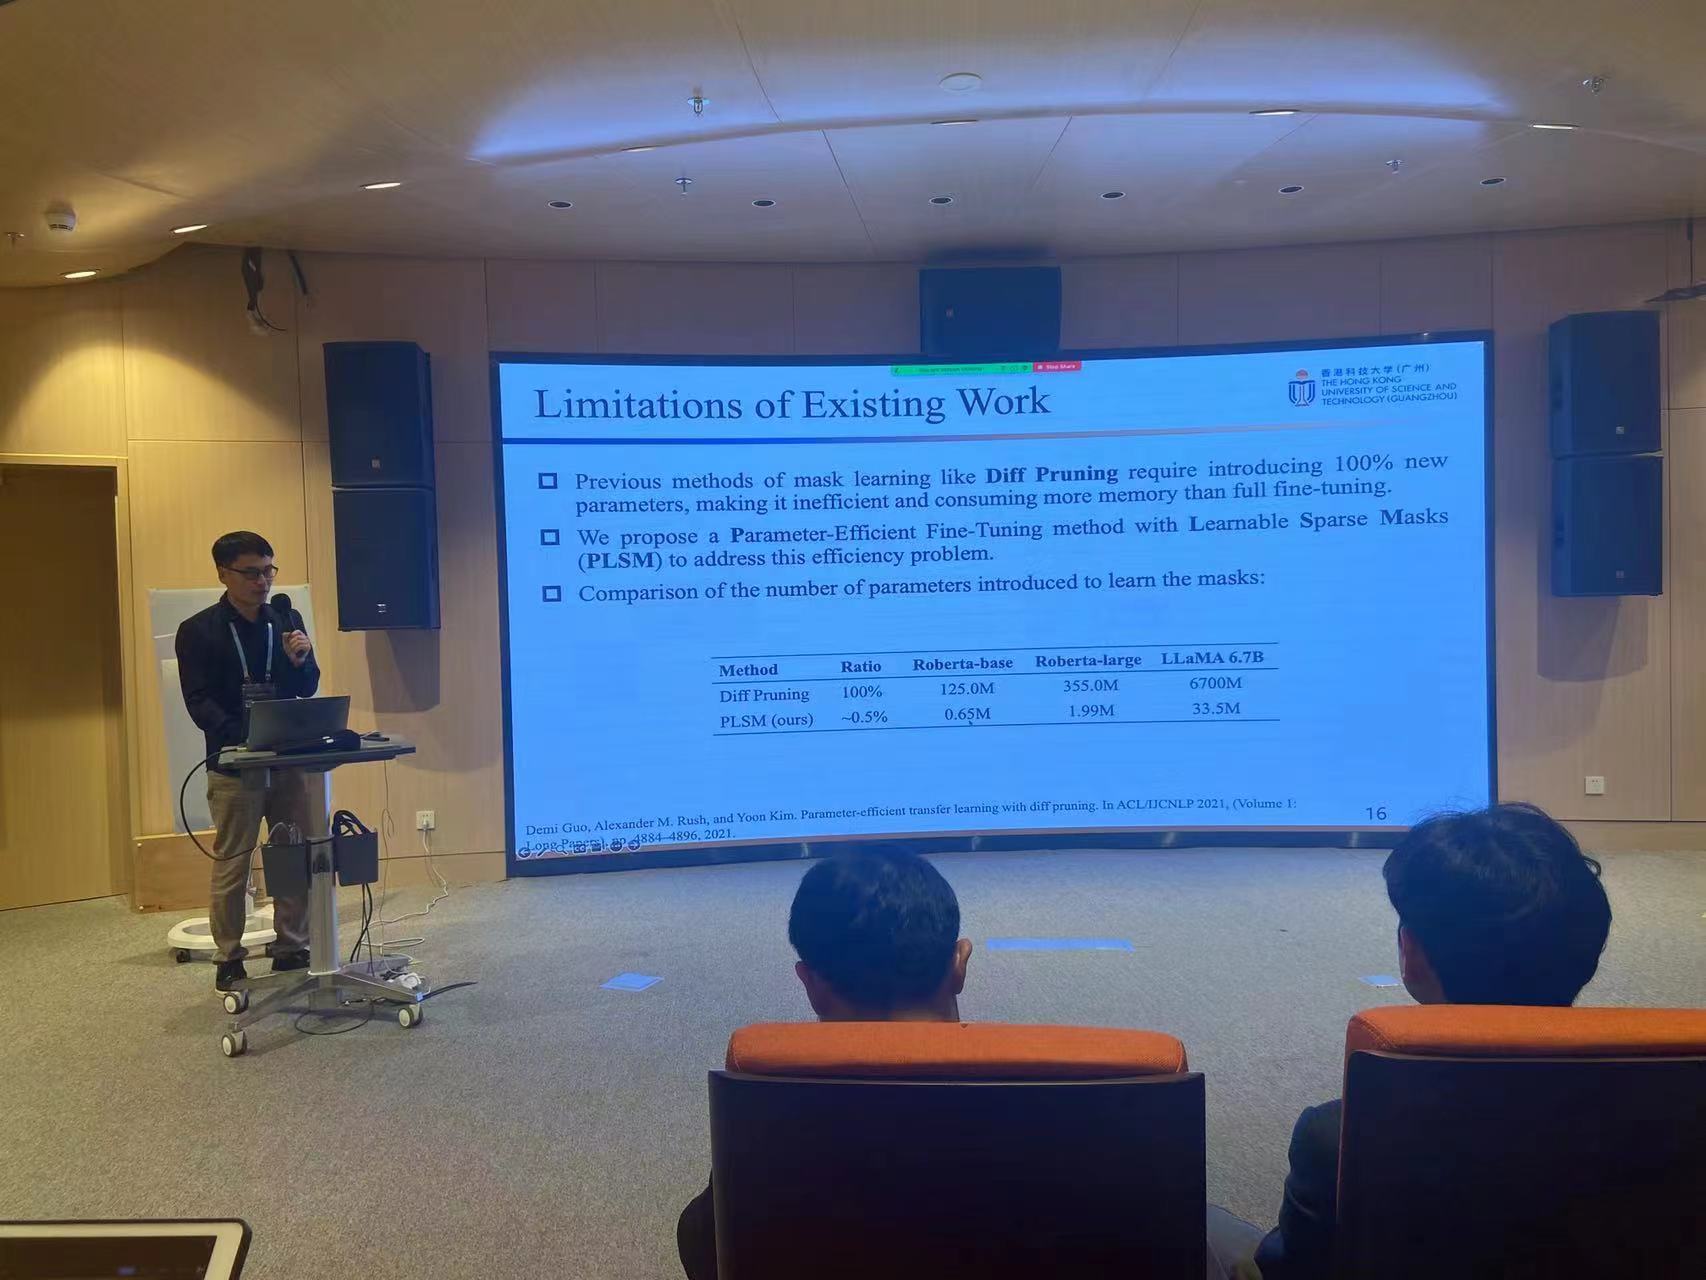 Stop Share
Limitations of Existing Work
香港科技大学(广州)
THE HONG KONG
UNIVERSITY OF SCIENCE AND
TECHNOLOGY (GUANGZHOU)
Previous methods of mask learning like Diff Pruning require introducing 100% new
parameters, making it inefficient and consuming more memory than full fine-tuning.
We propose a Parameter-Efficient Fine-Tuning method with Learnable Sparse Masks
(PLSM) to address this efficiency problem.
Comparison of the number of parameters introduced to learn the masks:
Method Ratio Roberta-base Roberta-large LLaMA 6.7B
Diff Pruning 100% 125.0M 355.0M 6700M
PLSM (ours) ~0.5% 0.65M 1.99M 33.5M
Demi Guo, Alexander M. Rush, and Yoon Kim. Parameter-efficient transfer learning with diff pruning. In ACL/IJCNLP 2021, (Volume 1:
Long Papers), pp. 4884–4896, 2021.
16